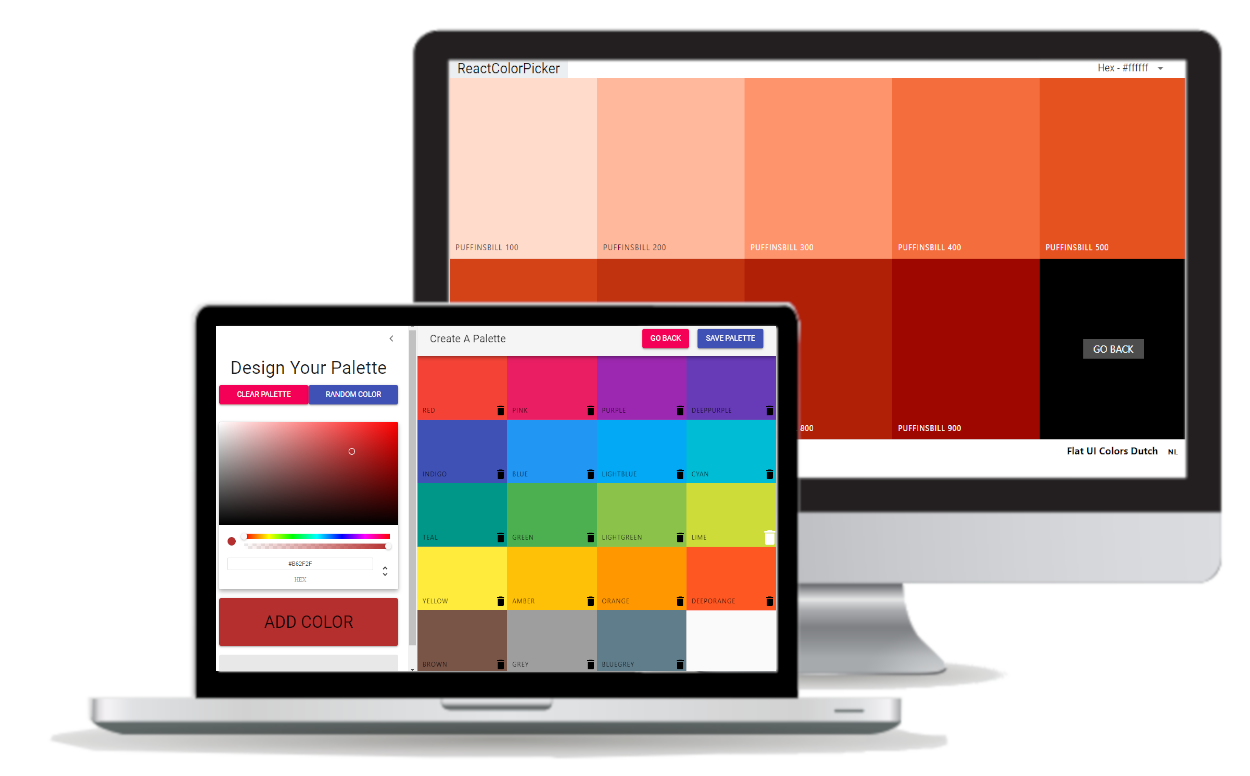 ReactColorPicker
Hex - #ffffff
PUFFINSBILL 100
PUFFINSBILL 200
PUFFINSBILL 300
PUFFINSBILL 400
PUFFINSBILL 500
800
PUFFINSBILL 900
GO BACK
Flat UI Colors Dutch NL
Design Your Palette
CLEAR PALETTE
RANDOM COLOR
#B62F2F
HEX
ADD COLOR
Create A Palette
GO BACK
SAVE PALETTE
RED
PINK
PURPLE
DEEPPURPLE
INDIGO
BLUE
LIGHTBLUE
CYAN
TEAL
GREEN
LIGHTGREEN
LIME
YELLOW
AMBER
ORANGE
DEEPORANGE
BROWN
GREY
BLUEGREY